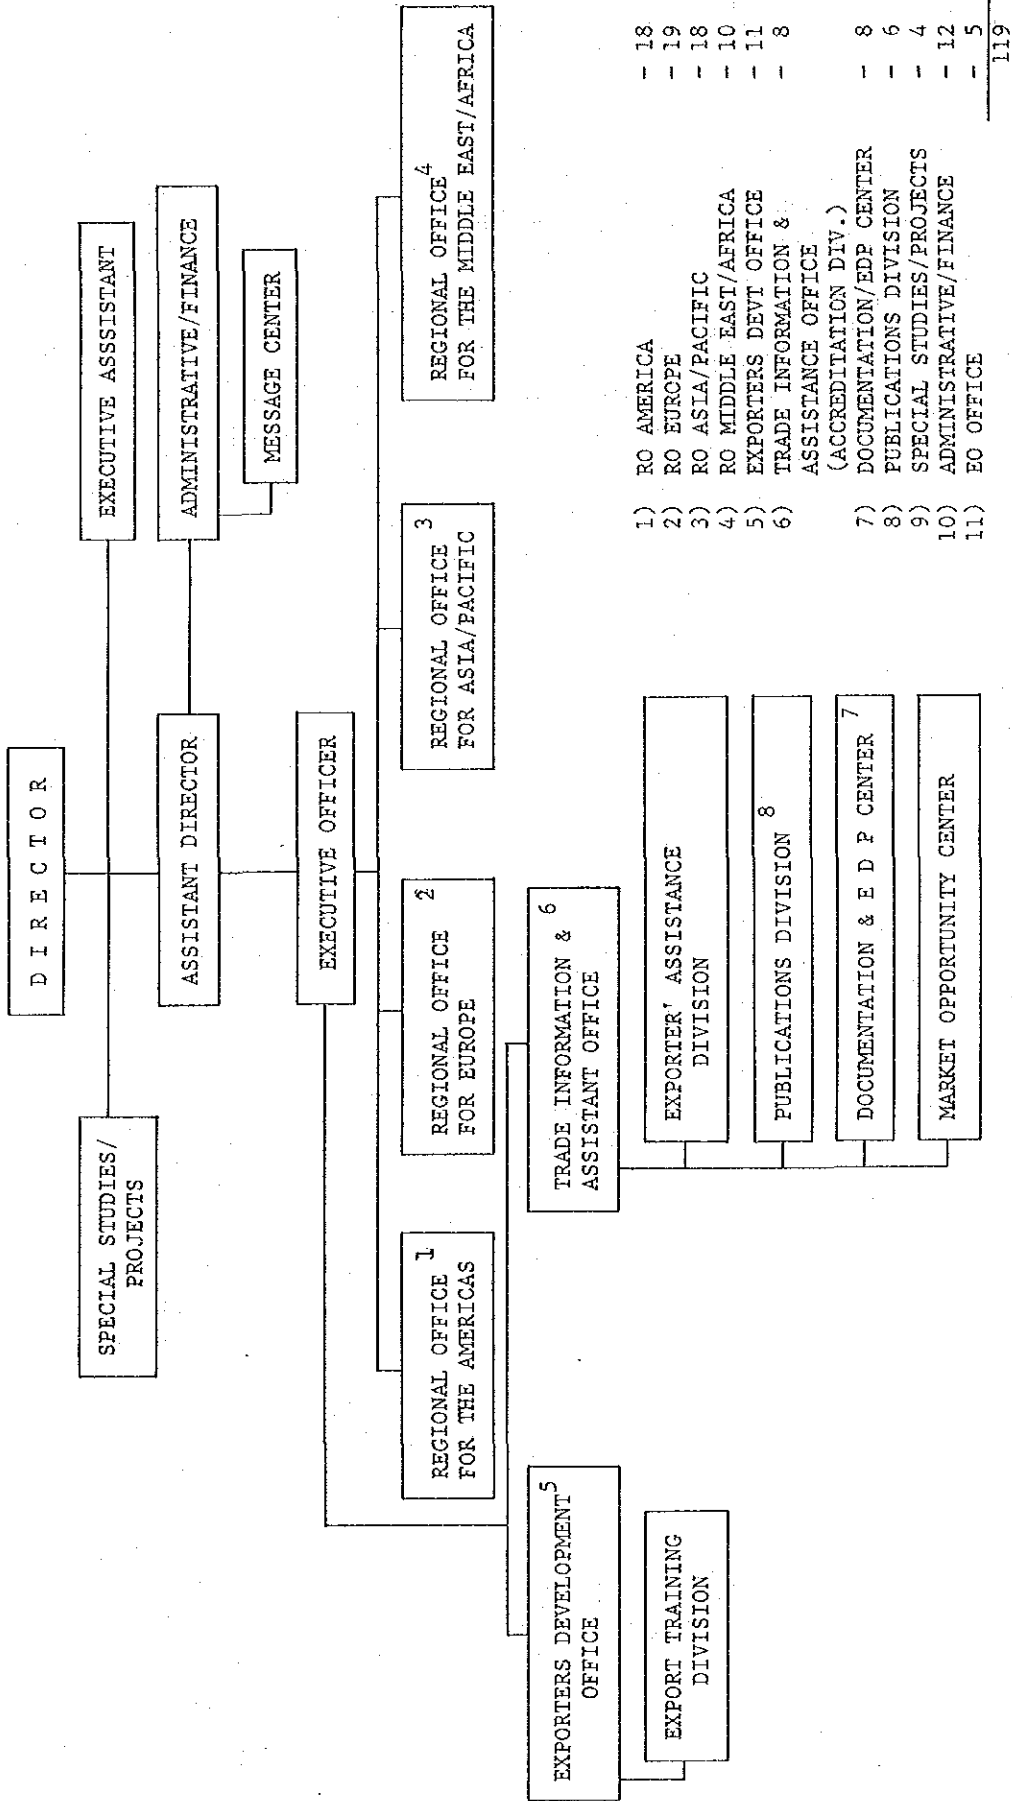 D I R E C T O R
SPECIAL STUDIES/
PROJECTS
EXECUTIVE ASSSISTANT
ASSISTANT DIRECTOR
ADMINISTRATIVE/FINANCE
MESSAGE CENTER
EXECUTIVE OFFICER
REGIONAL OFFICE 1
FOR THE AMERICAS
REGIONAL OFFICE 2
FOR EUROPE
REGIONAL OFFICE 3
FOR ASIA/PACIFIC
REGIONAL OFFICE 4
FOR THE MIDDLE EAST/AFRICA
EXPORTERS DEVELOPMENT 5
OFFICE
EXPORT TRAINING
DIVISION
TRADE INFORMATION & 6
ASSISTANT OFFICE
EXPORTER' ASSISTANCE
DIVISION
PUBLICATIONS DIVISION 8
DOCUMENTATION & E D P CENTER 7
MARKET OPPORTUNITY CENTER
1) RO AMERICA - 18
2) RO EUROPE - 19
3) RO ASIA/PACIFIC - 18
4) RO MIDDLE EAST/AFRICA - 10
5) EXPORTERS DEVT OFFICE - 11
6) TRADE INFORMATION & - 8
ASSISTANCE OFFICE
(ACCREDITATION DIV.)
7) DOCUMENTATION/EDP CENTER - 8
8) PUBLICATIONS DIVISION - 6
9) SPECIAL STUDIES/PROJECTS - 4
10) ADMINISTRATIVE/FINANCE - 12
11) EO OFFICE - 5
119